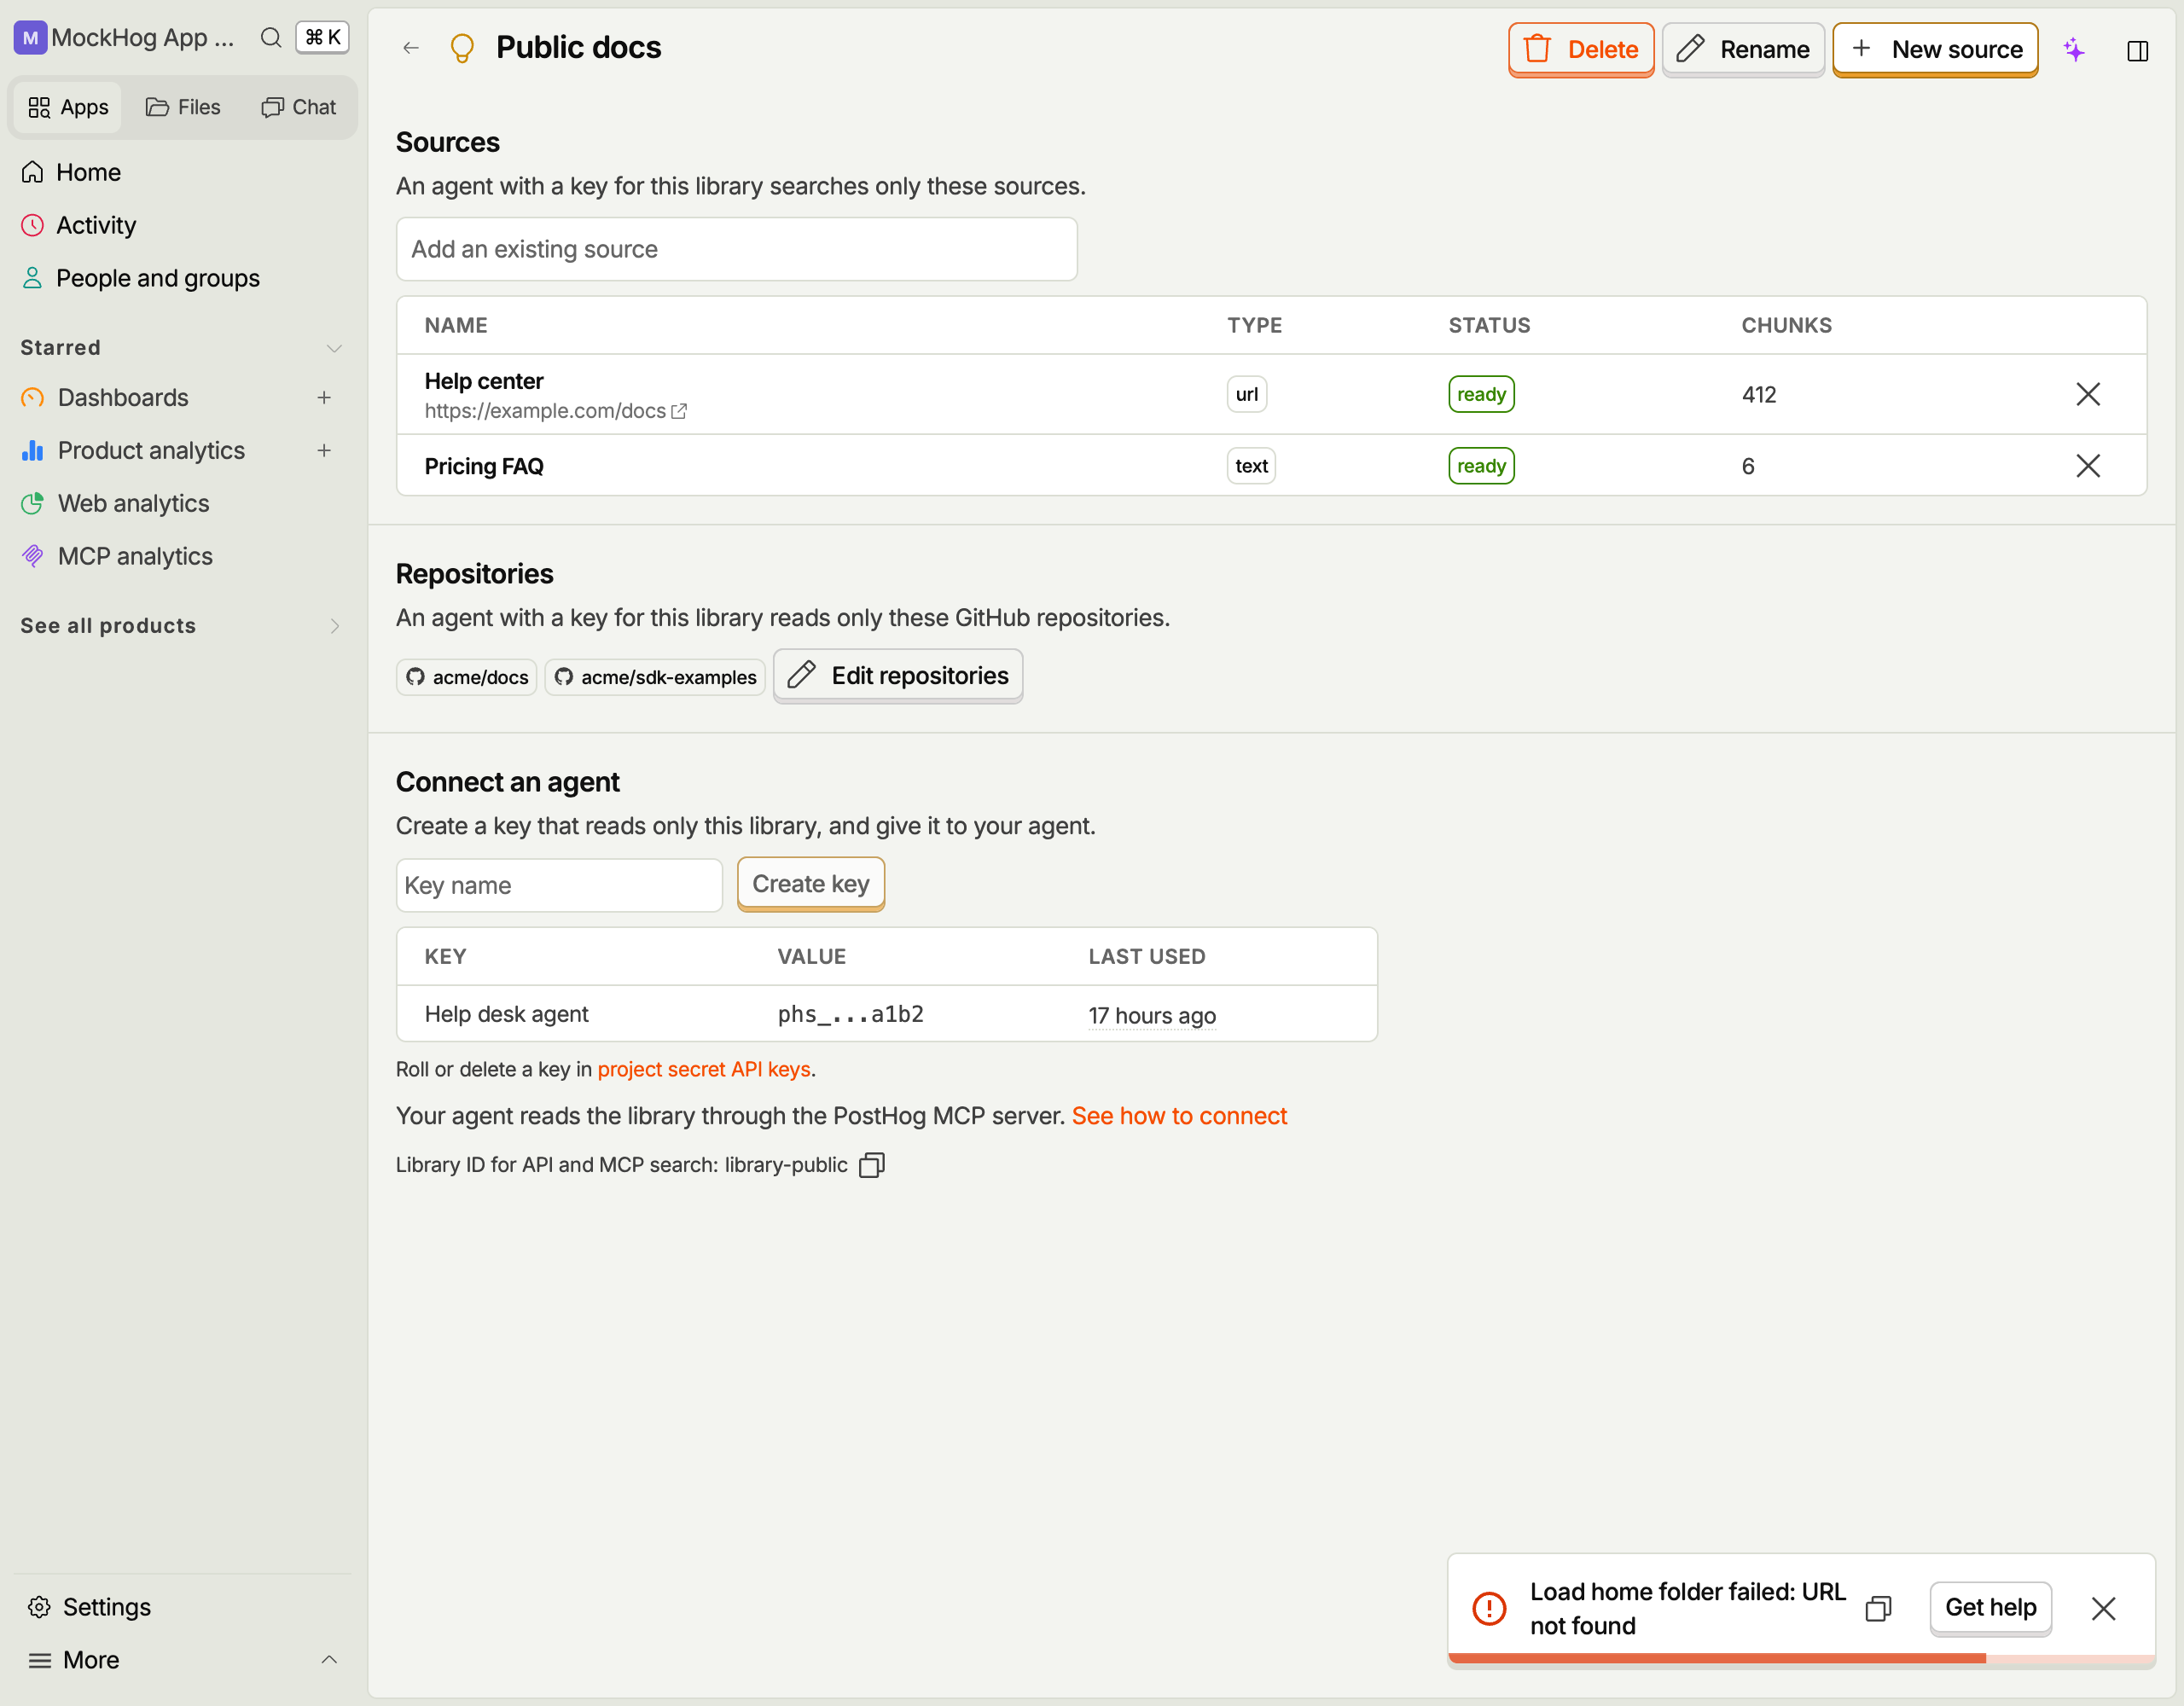 M MockHog App ... ⌘ K
Apps Files Chat
Home
Activity
People and groups
Starred
Dashboards
Product analytics
Web analytics
MCP analytics
See all products
Settings
More
Public docs
Delete Rename New source
Sources
An agent with a key for this library searches only these sources.
Add an existing source
NAME TYPE STATUS CHUNKS
Help center
https://example.com/docs
url ready 412
Pricing FAQ text ready 6
Repositories
An agent with a key for this library reads only these GitHub repositories.
acme/docs acme/sdk-examples Edit repositories
Connect an agent
Create a key that reads only this library, and give it to your agent.
Key name Create key
KEY VALUE LAST USED
Help desk agent phs_...a1b2 17 hours ago
Roll or delete a key in project secret API keys.
Your agent reads the library through the PostHog MCP server. See how to connect
Library ID for API and MCP search: library-public
Load home folder failed: URL
not found
Get help